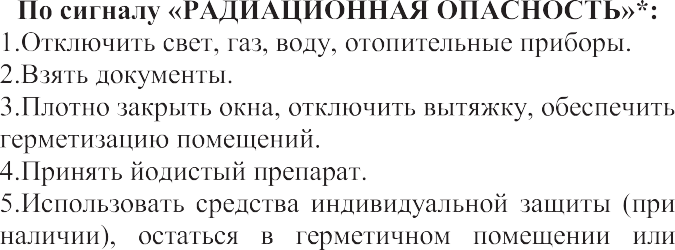 По сигналу «РАДИАЦИОННАЯ ОПАСНОСТЬ»*:
1.Отключить свет, газ, воду, отопительные приборы.
2.Взять документы.
3.Плотно закрыть окна, отключить вытяжку, обеспечить
герметизацию помещений.
4.Принять йодистый препарат.
5.Использовать средства индивидуальной защиты (при
наличии), остаться в герметичном помещении или